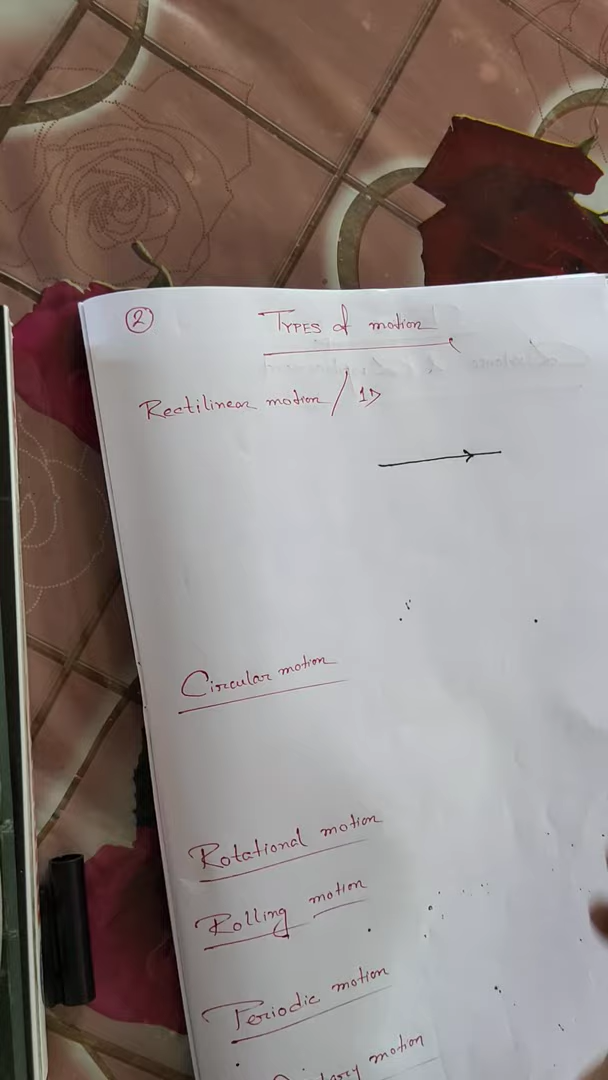 2
TYPES of motion
Rectilinear motion / 1D
Circular motion
Rotational motion
Rolling motion
Periodic motion
motion